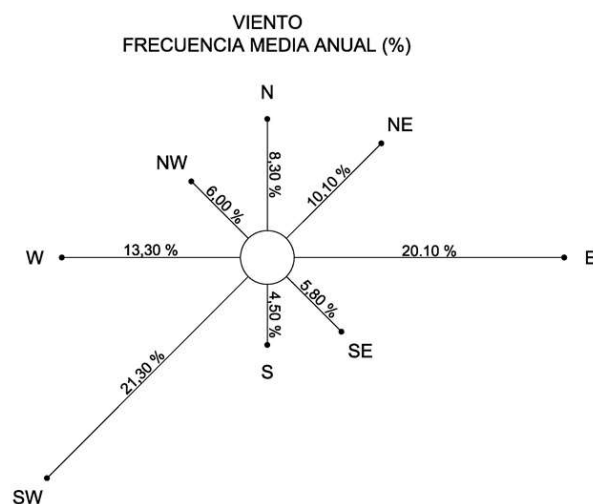 VIENTO
FRECUENCIA MEDIA ANUAL (%)
N
NE
NW
8,30 %
10,10 %
6,00 %
W
13,30 %
20.10 %
E
4,50 %
5,80 %
SE
S
21,30 %
SW